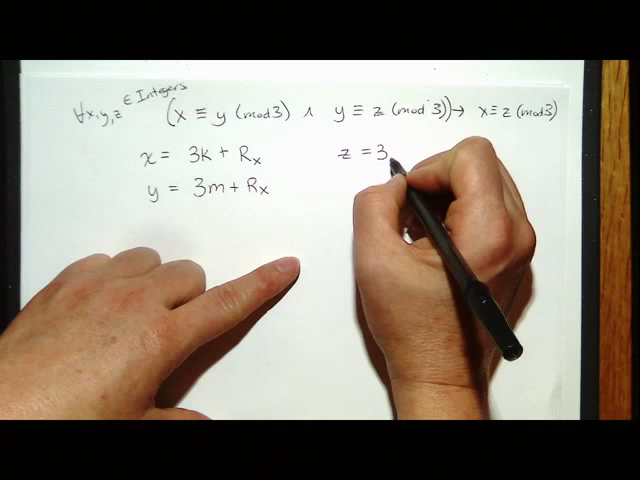 ∀x,y,z ∈ Integers (x ≡ y (mod 3) ∧ y ≡ z (mod 3)) → x ≡ z (mod 3)
x = 3k + Rₓ z = 3
y = 3m + Rₓ